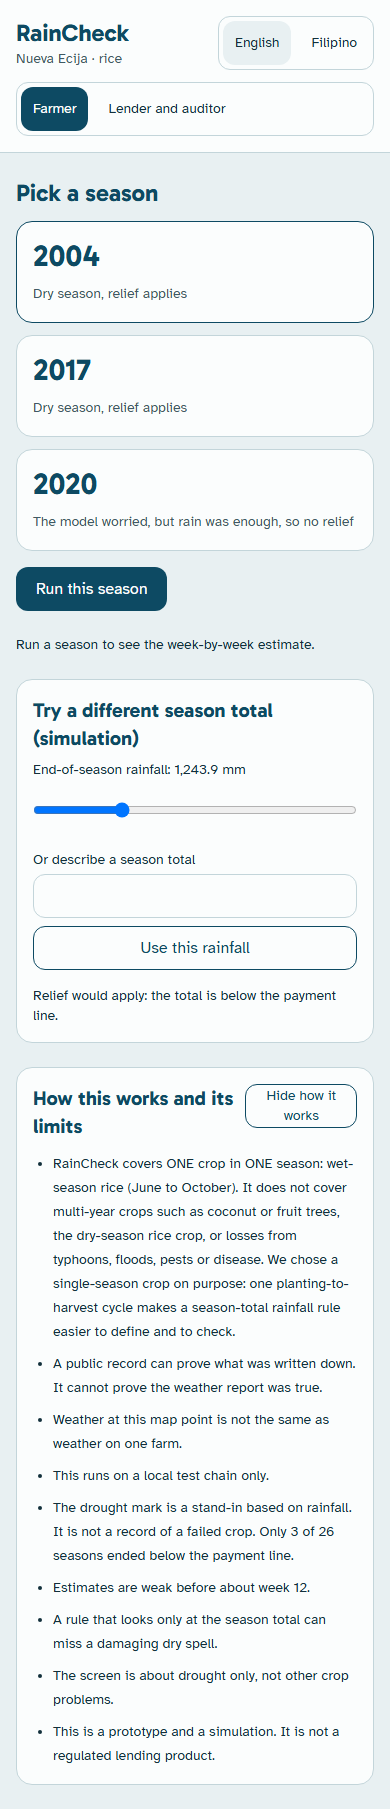 RainCheck
Nueva Ecija · rice
English
Filipino
Farmer
Lender and auditor
Pick a season
2004
Dry season, relief applies
2017
Dry season, relief applies
2020
The model worried, but rain was enough, so no relief
Run this season
Run a season to see the week-by-week estimate.
Try a different season total
(simulation)
End-of-season rainfall: 1,243.9 mm
Or describe a season total
Use this rainfall
Relief would apply: the total is below the payment
line.
How this works and its
limits
Hide how it
works
• RainCheck covers ONE crop in ONE season: wet-
season rice (June to October). It does not cover
multi-year crops such as coconut or fruit trees,
the dry-season rice crop, or losses from
typhoons, floods, pests or disease. We chose a
single-season crop on purpose: one planting-to-
harvest cycle makes a season-total rainfall rule
easier to define and to check.
• A public record can prove what was written down.
It cannot prove the weather report was true.
• Weather at this map point is not the same as
weather on one farm.
• This runs on a local test chain only.
• The drought mark is a stand-in based on rainfall.
It is not a record of a failed crop. Only 3 of 26
seasons ended below the payment line.
• Estimates are weak before about week 12.
• A rule that looks only at the season total can
miss a damaging dry spell.
• The screen is about drought only, not other crop
problems.
• This is a prototype and a simulation. It is not a
regulated lending product.